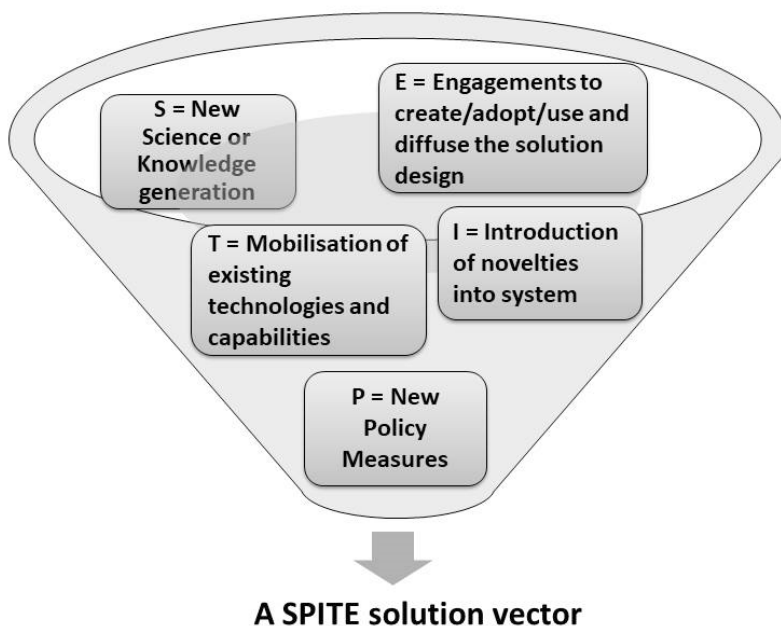 S = New
Science or
Knowledge
generation
E = Engagements to
create/adopt/use and
diffuse the solution
design
T = Mobilisation of
existing
technologies and
capabilities
I = Introduction
of novelties
into system
P = New
Policy
Measures
A SPITE solution vector